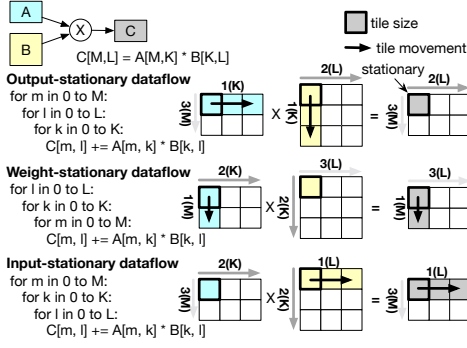 A
B
X
C
C[M,L] = A[M,K] * B[K,L]
tile size
tile movement
stationary
Output-stationary dataflow
for m in 0 to M:
for l in 0 to L:
for k in 0 to K:
C[m, l] += A[m, k] * B[k, l]
1(K)
3(M)
X
2(L)
1(K)
=
2(L)
3(M)
Weight-stationary dataflow
for l in 0 to L:
for k in 0 to K:
for m in 0 to M:
C[m, l] += A[m, k] * B[k, l]
2(K)
1(M)
X
3(L)
2(K)
=
3(L)
1(M)
Input-stationary dataflow
for m in 0 to M:
for k in 0 to K:
for l in 0 to L:
C[m, l] += A[m, k] * B[k, l]
2(K)
3(M)
X
1(L)
2(K)
=
1(L)
3(M)